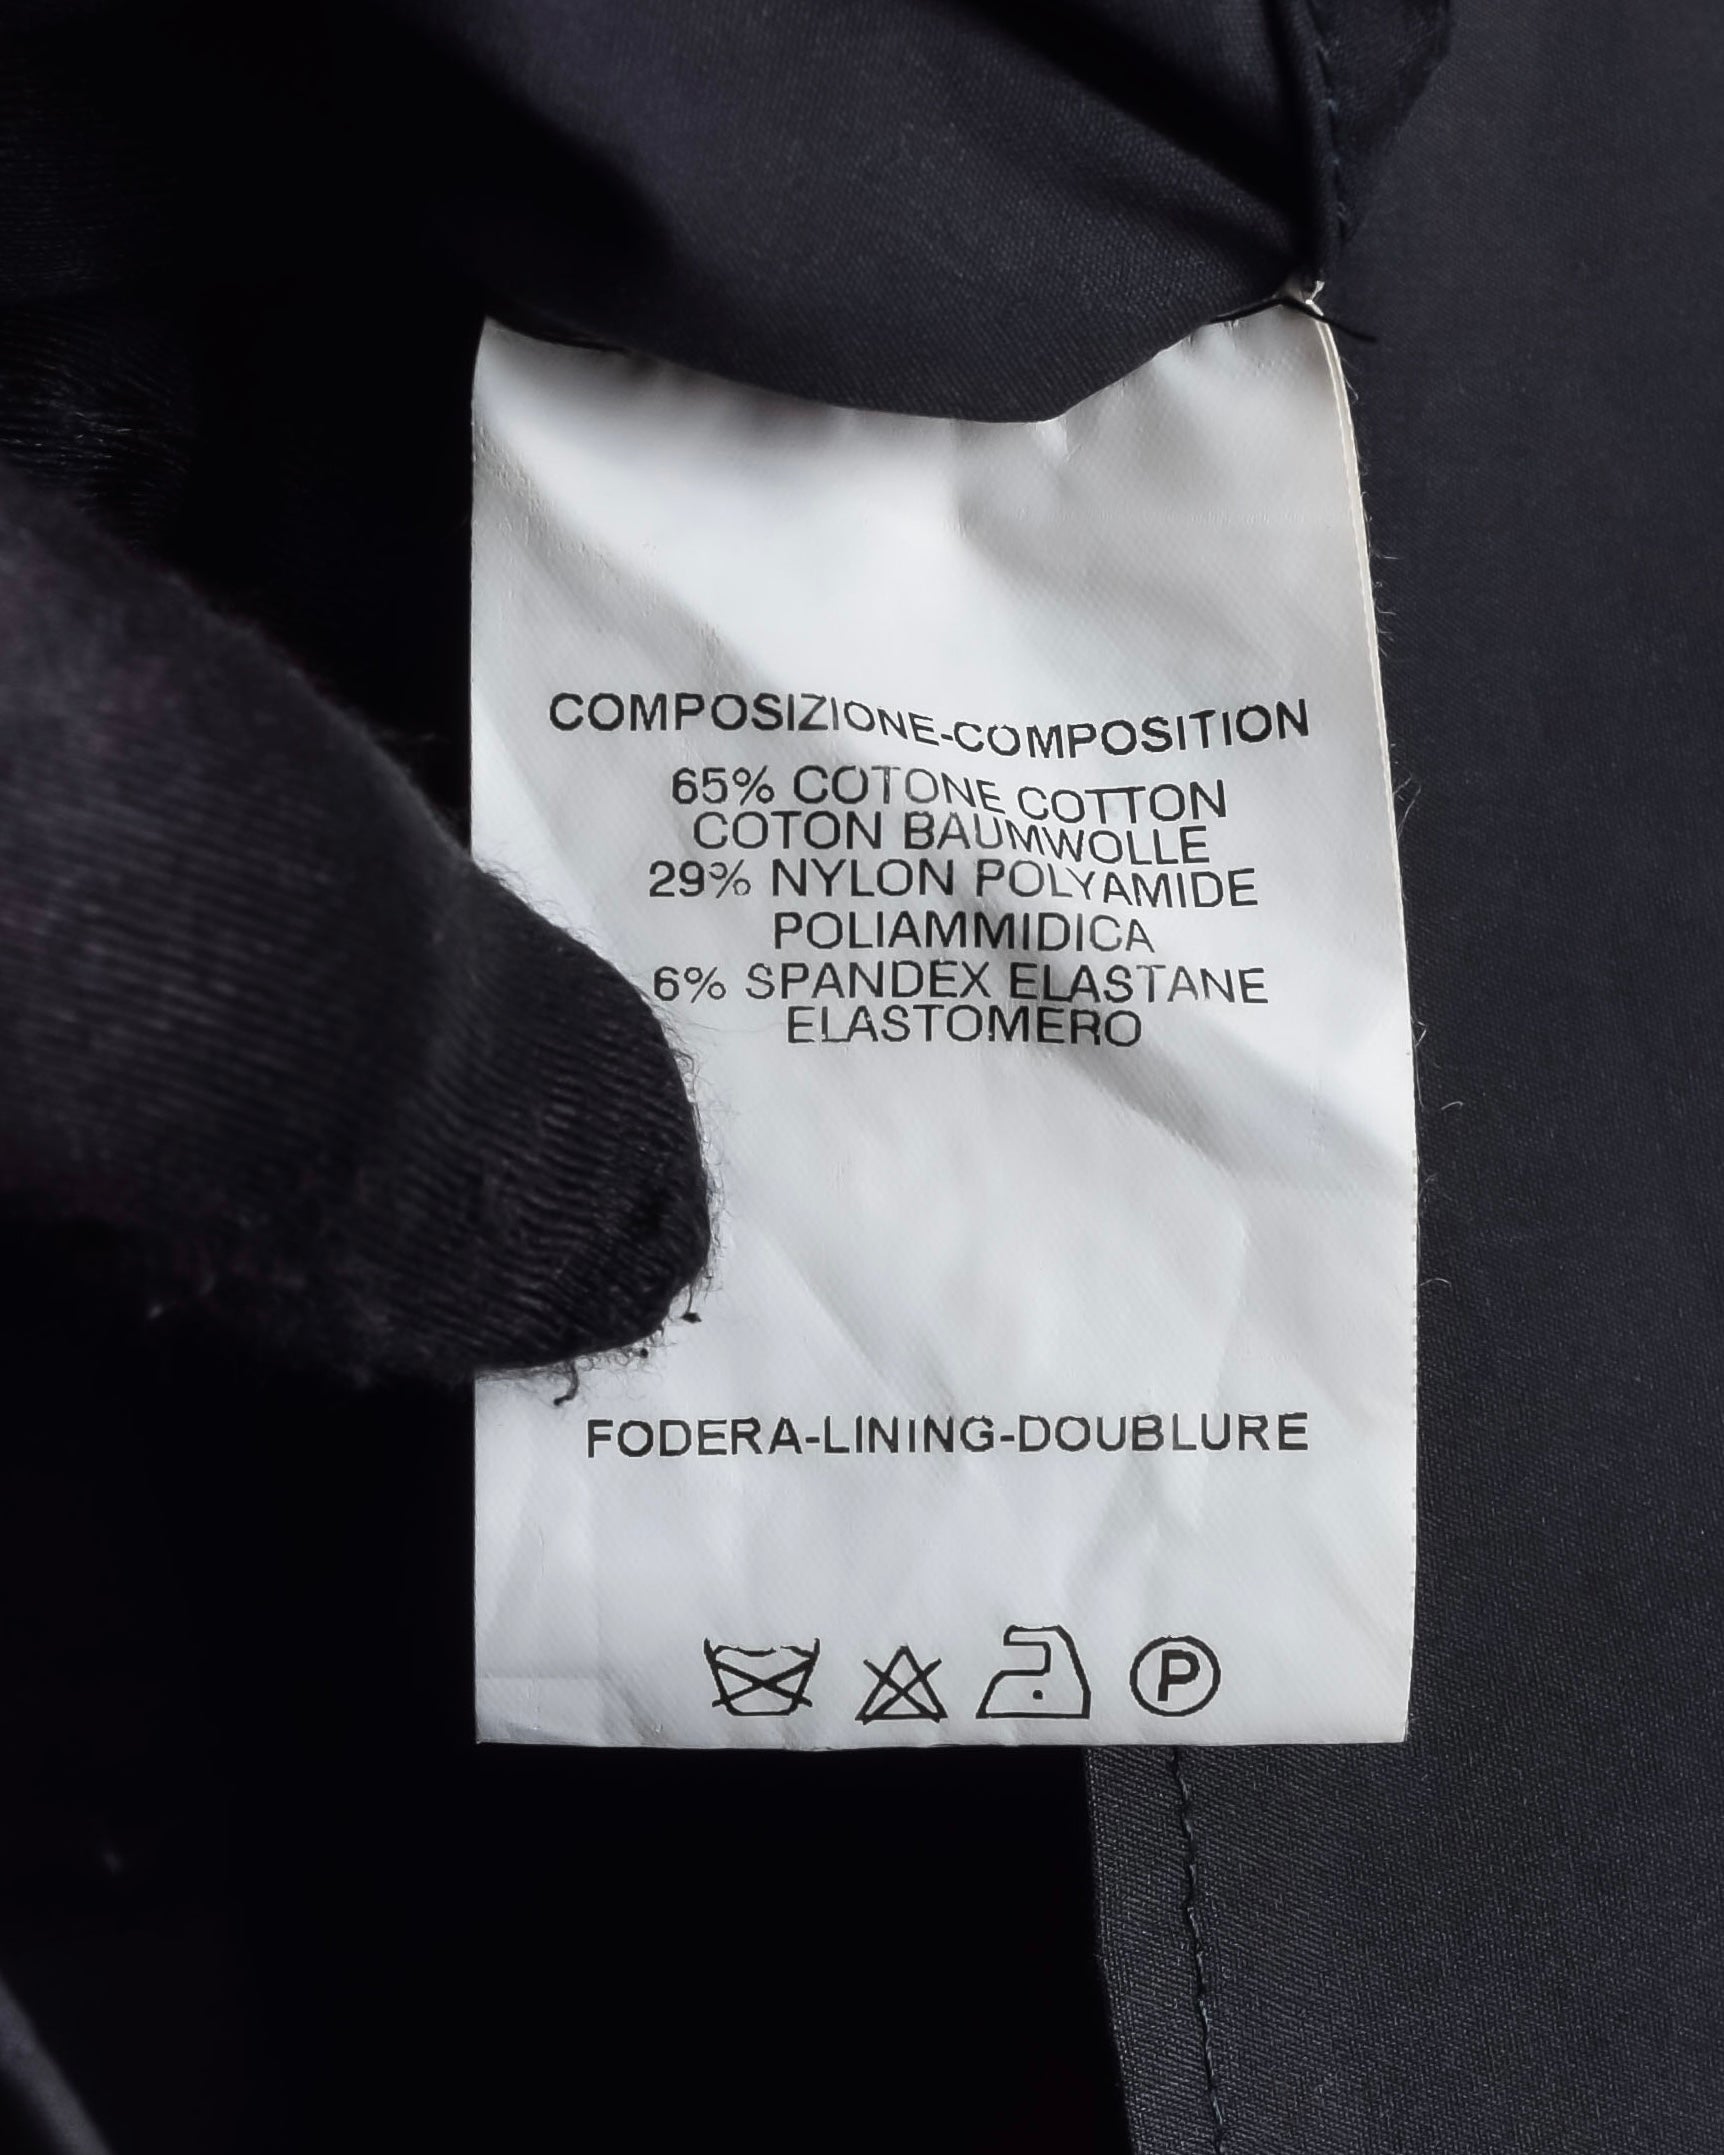 COMPOSIZIONE-COMPOSITION
65% COTONE COTTON
COTON BAUMWOLLE
29% NYLON POLYAMIDE
POLIAMMIDICA
6% SPANDEX ELASTANE
ELASTOMERO
FODERA-LINING-DOUBLURE
P